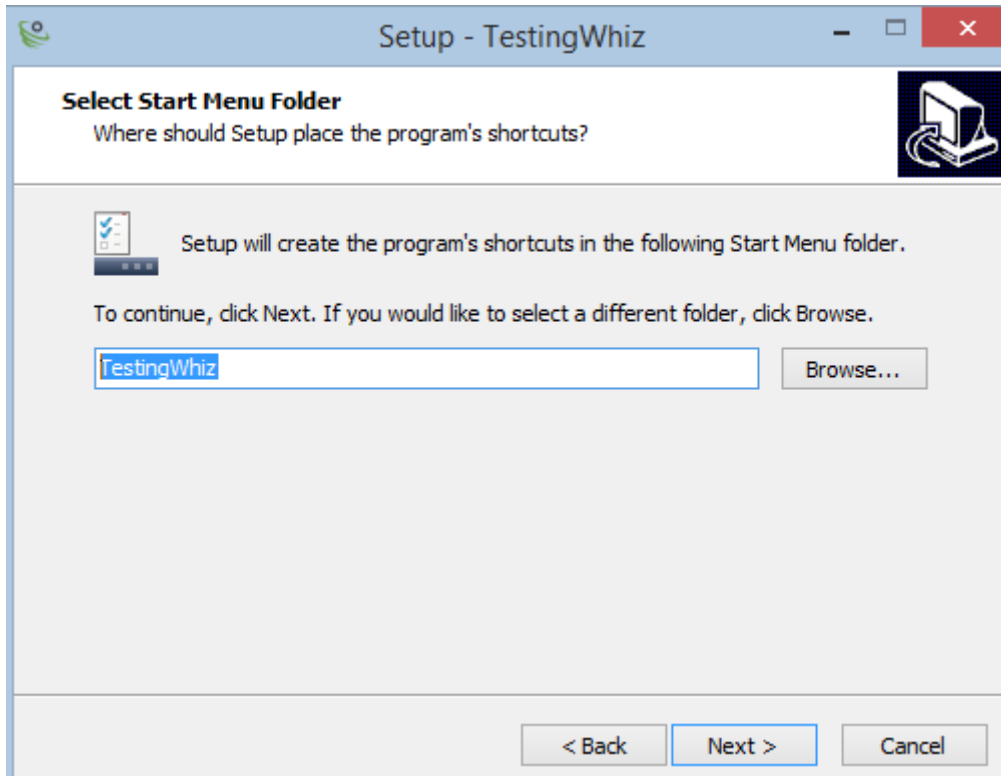 Setup - TestingWhiz
Select Start Menu Folder
Where should Setup place the program's shortcuts?
Setup will create the program's shortcuts in the following Start Menu folder.
To continue, click Next. If you would like to select a different folder, click Browse.
TestingWhiz
Browse...
< Back
Next >
Cancel